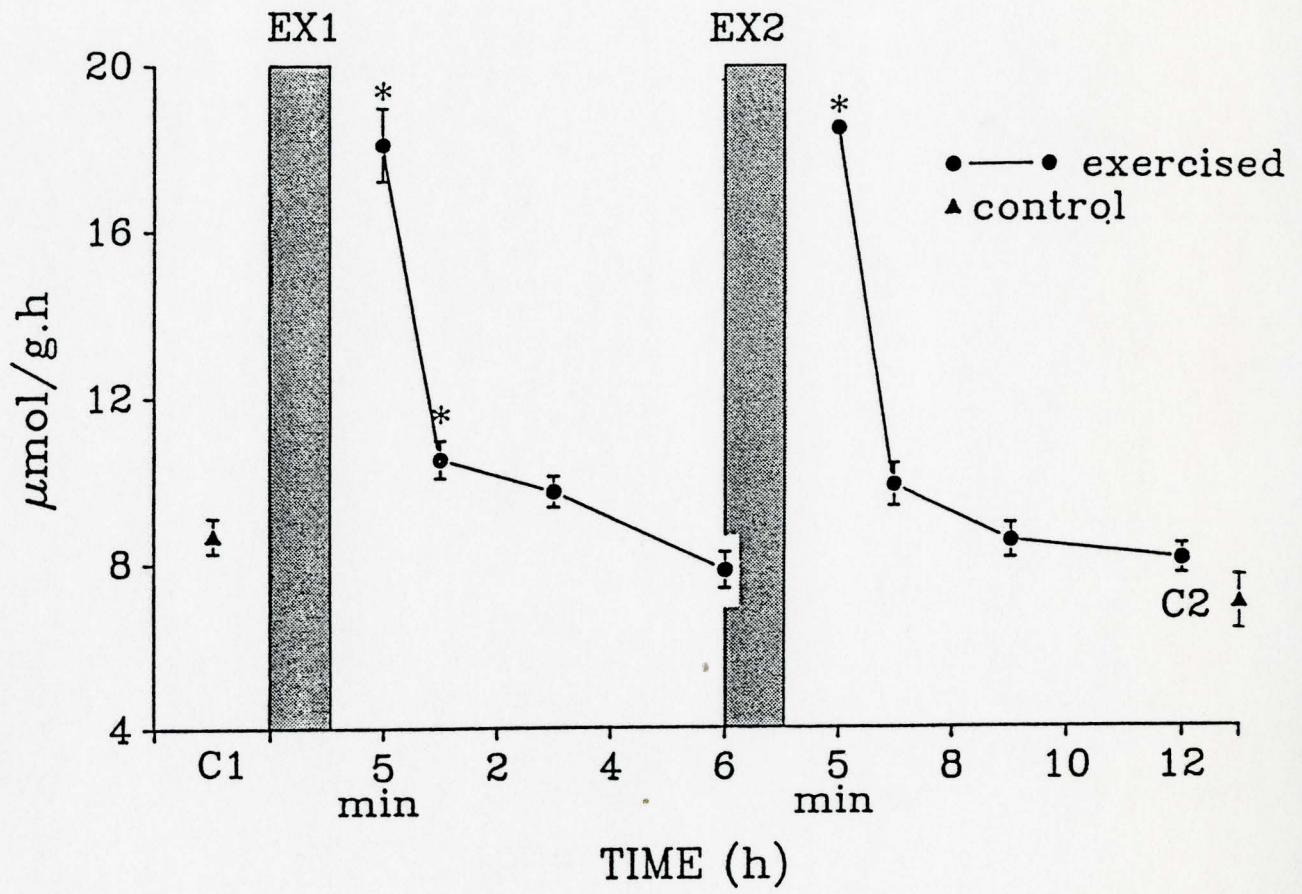 EX1 EX2
20
* *
exercised
control
16
12
*
8
C2
4
C1 5 2 4 6 5 8 10 12
min min
TIME (h)
μmol/g.h